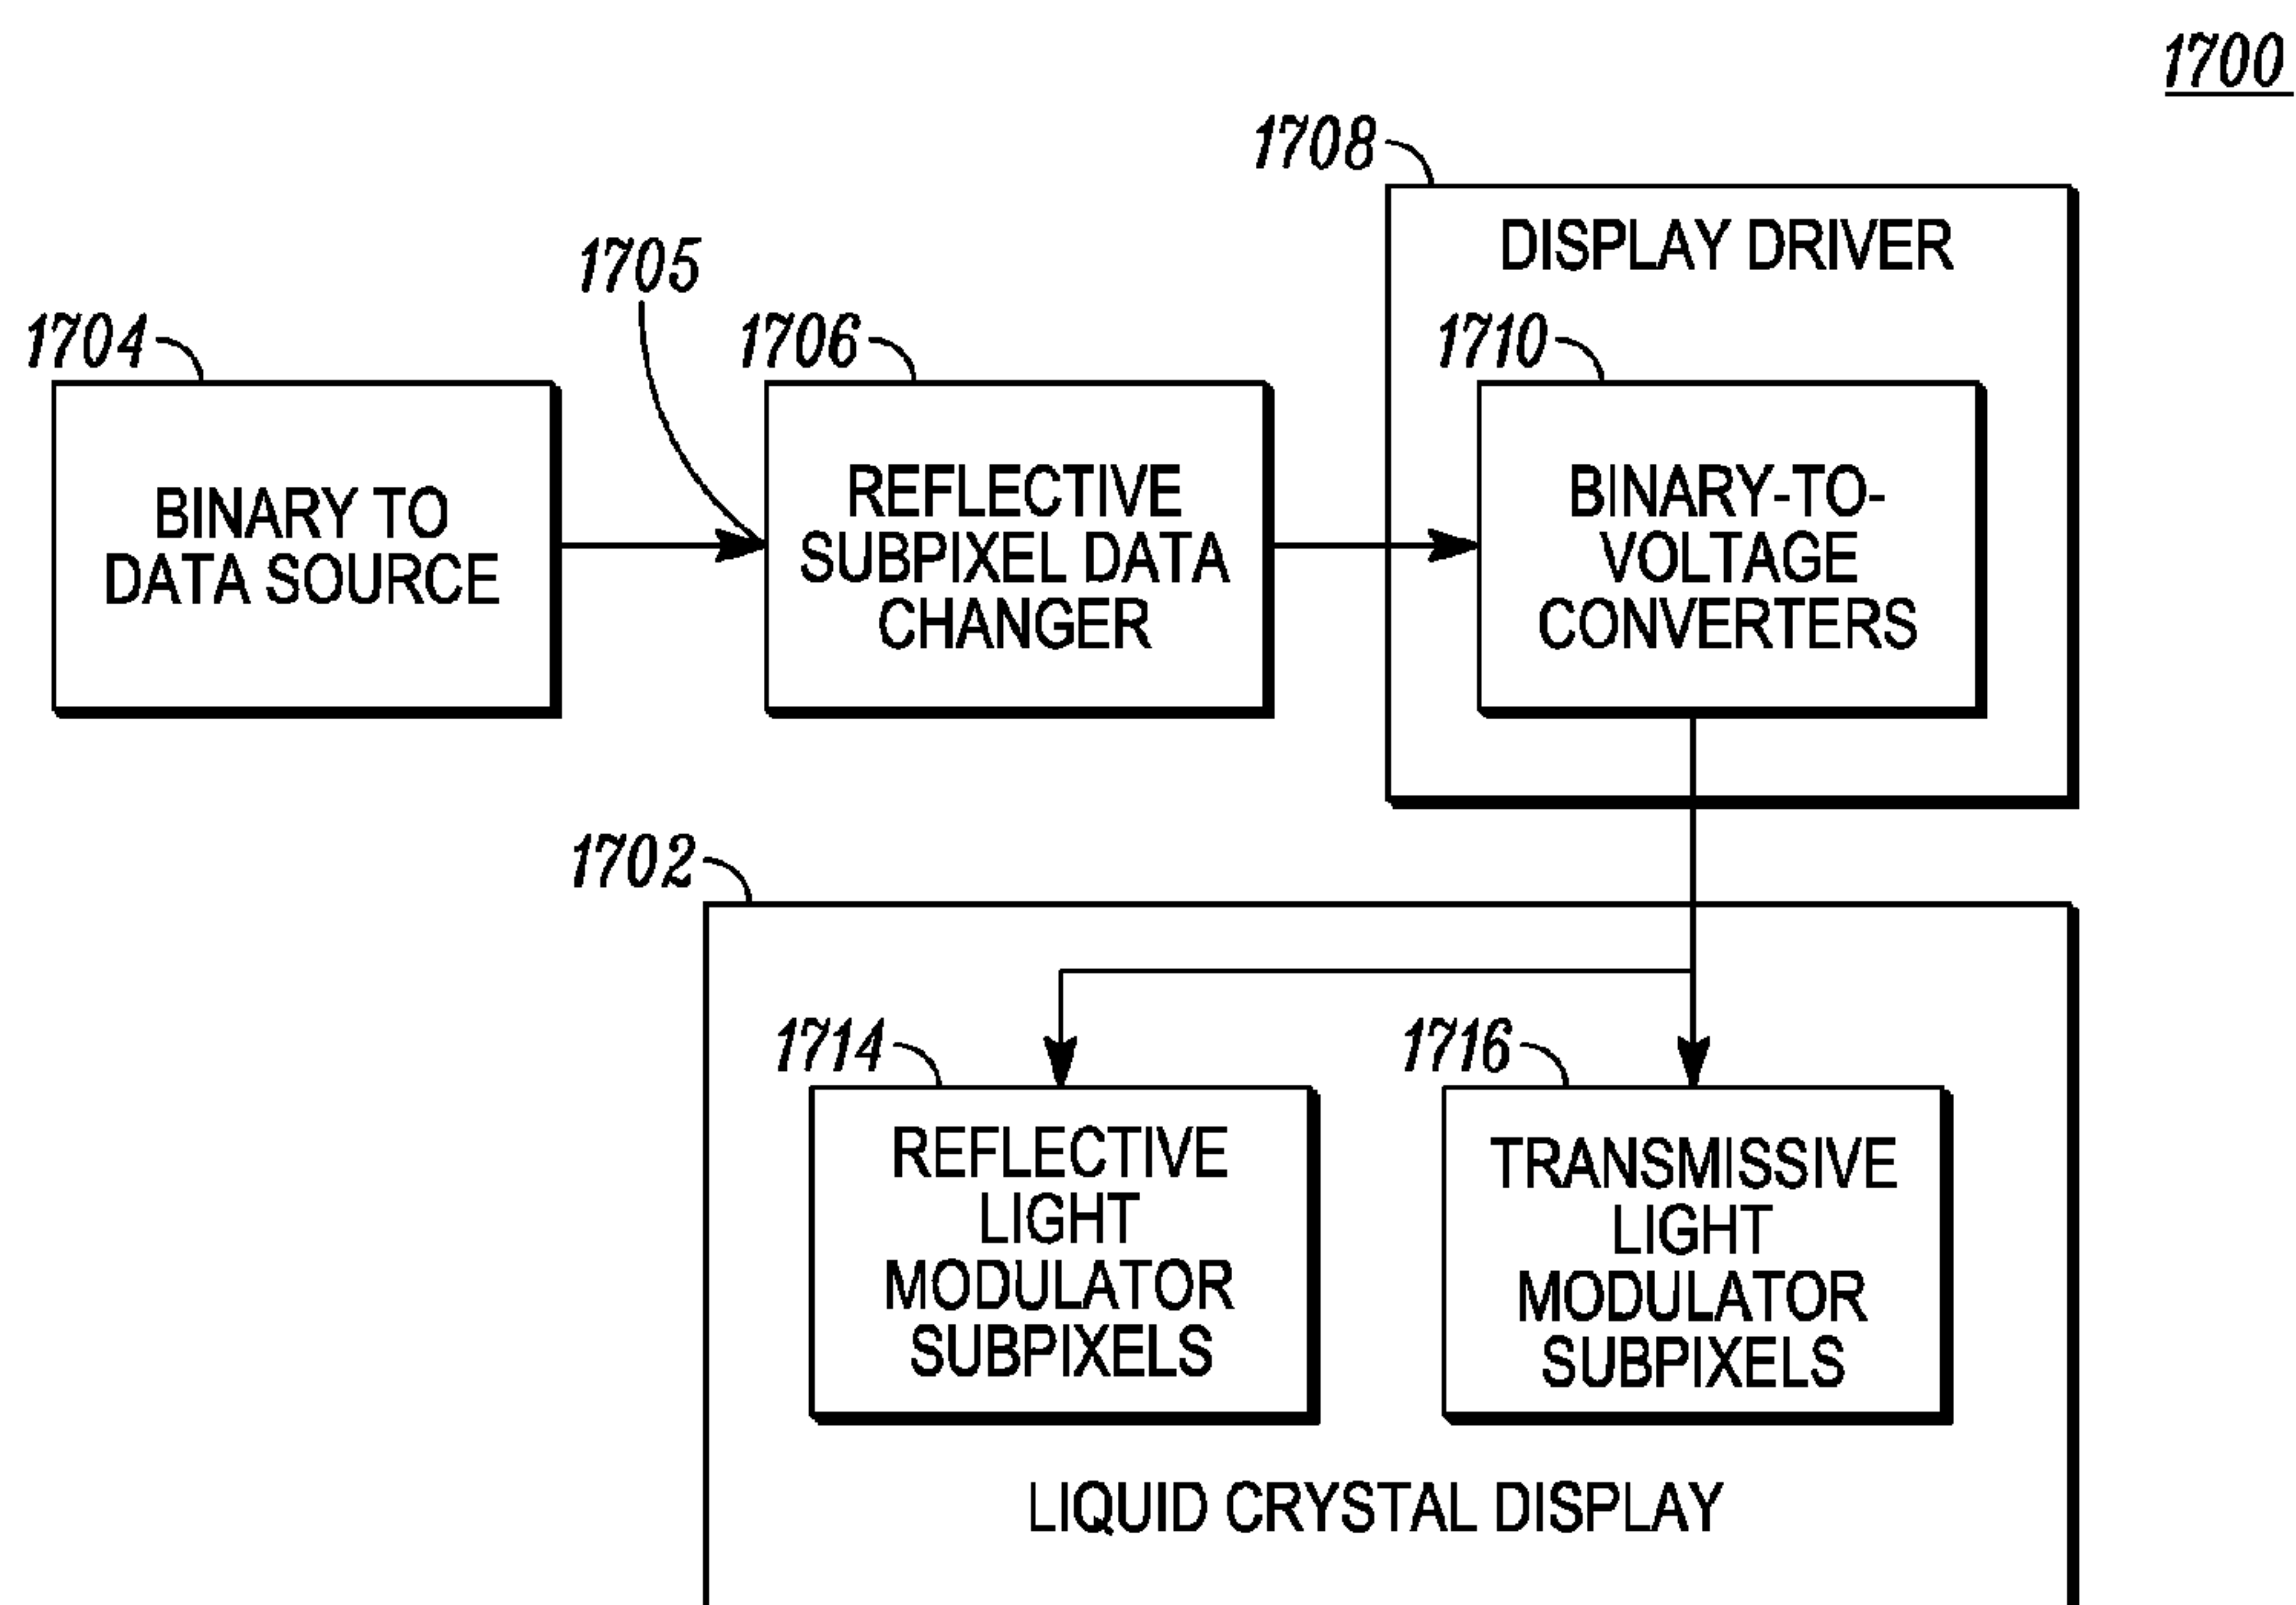 1700
1708
DISPLAY DRIVER
1705
1704
1706
1710
BINARY TO
DATA SOURCE
REFLECTIVE
SUBPIXEL DATA
CHANGER
BINARY-TO-
VOLTAGE
CONVERTERS
1702
1714
1716
REFLECTIVE
LIGHT
MODULATOR
SUBPIXELS
TRANSMISSIVE
LIGHT
MODULATOR
SUBPIXELS
LIQUID CRYSTAL DISPLAY